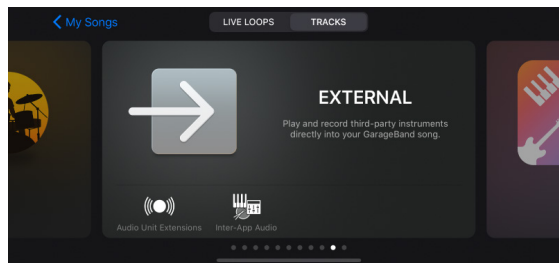 My Songs
LIVE LOOPS
TRACKS
EXTERNAL
Play and record third-party instruments
directly into your GarageBand song.
Audio Unit Extensions
Inter-App Audio